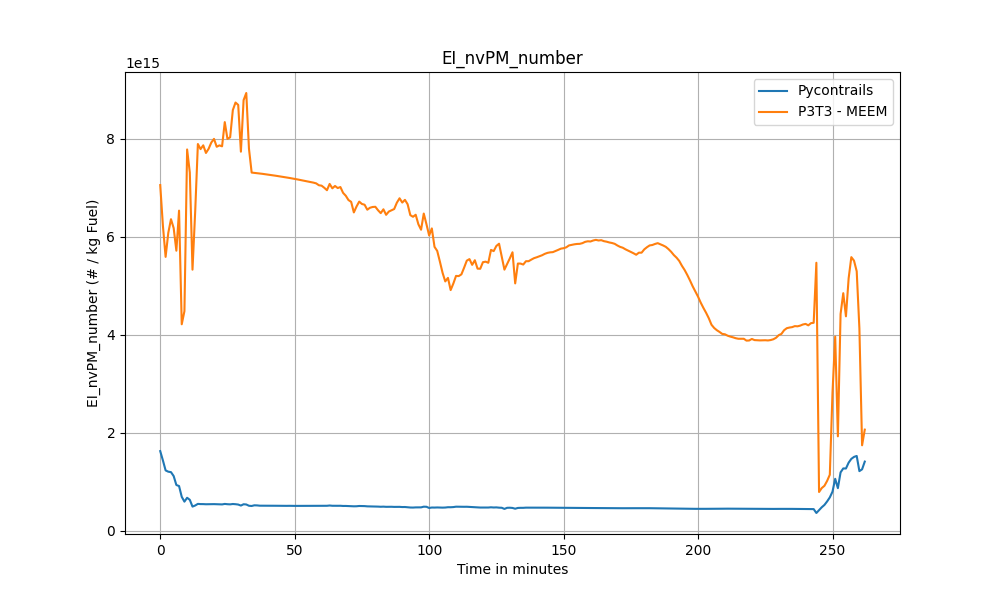 EI_nvPM_number
1e15
Pycontrails
P3T3 - MEEM
EI_nvPM_number (# / kg Fuel)
8
6
4
2
0
0 50 100 150 200 250
Time in minutes